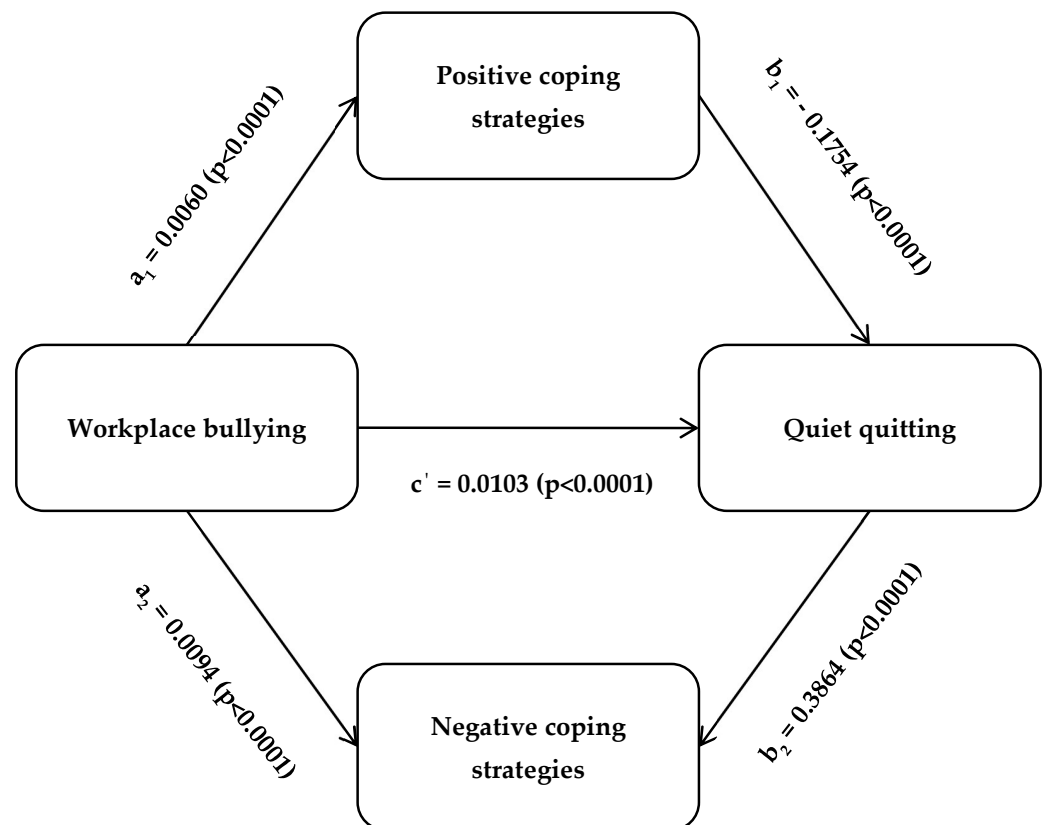 Positive coping
strategies
a₁ = 0.0060 (p<0.0001)
b₁ = - 0.1754 (p<0.0001)
Workplace bullying
Quiet quitting
c' = 0.0103 (p<0.0001)
a₂ = 0.0094 (p<0.0001)
b₂ = 0.3864 (p<0.0001)
Negative coping
strategies